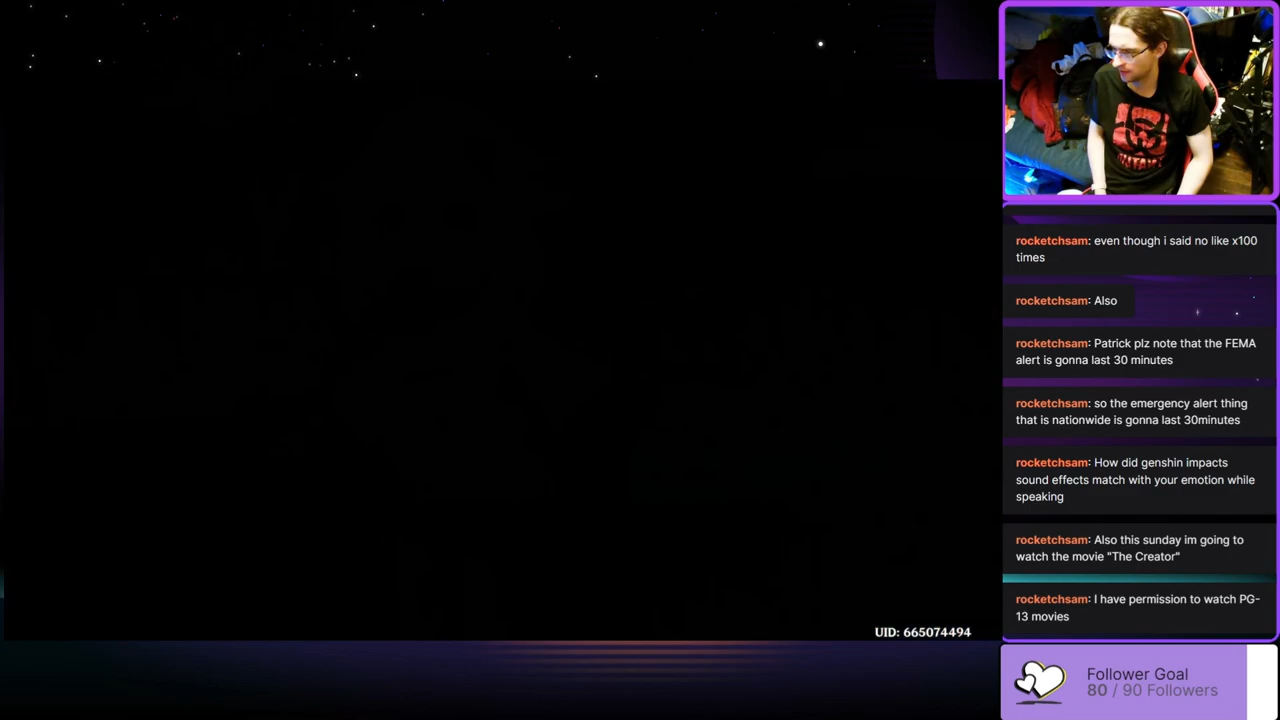 rocketchsam: even though i said no like x100
times
rocketchsam: Also
rocketchsam: Patrick plz note that the FEMA
alert is gonna last 30 minutes
rocketchsam: so the emergency alert thing
that is nationwide is gonna last 30minutes
rocketchsam: How did genshin impacts
sound effects match with your emotion while
speaking
rocketchsam: Also this sunday im going to
watch the movie "The Creator"
rocketchsam: I have permission to watch PG-
13 movies
UID: 665074494
Follower Goal
80 / 90 Followers